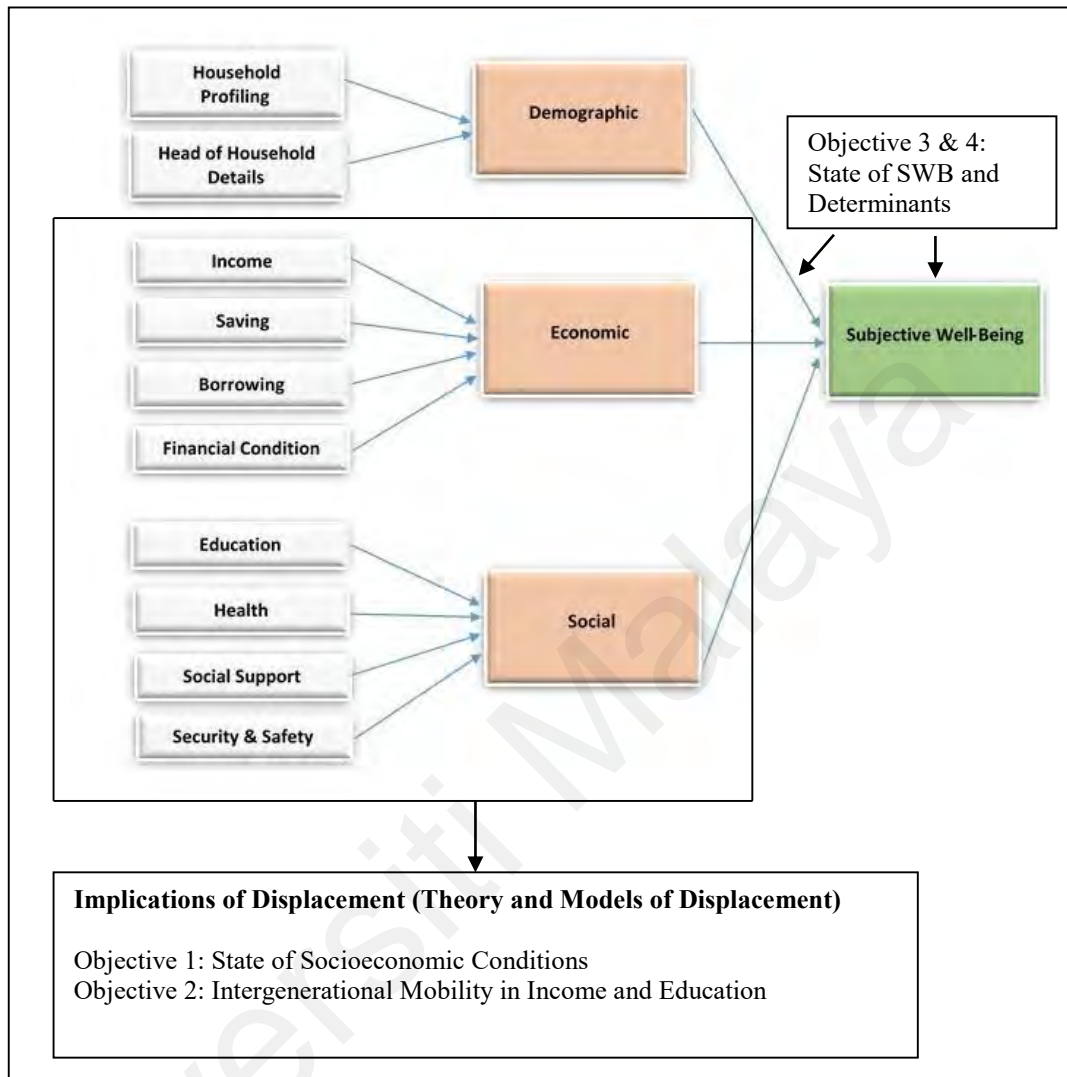 Household
Profiling
Head of Household
Details
Demographic
Objective 3 & 4:
State of SWB and
Determinants
Income
Saving
Borrowing
Financial Condition
Economic
Subjective Well-Being
Education
Health
Social Support
Security & Safety
Social
Implications of Displacement (Theory and Models of Displacement)
Objective 1: State of Socioeconomic Conditions
Objective 2: Intergenerational Mobility in Income and Education
ersiti Malaya